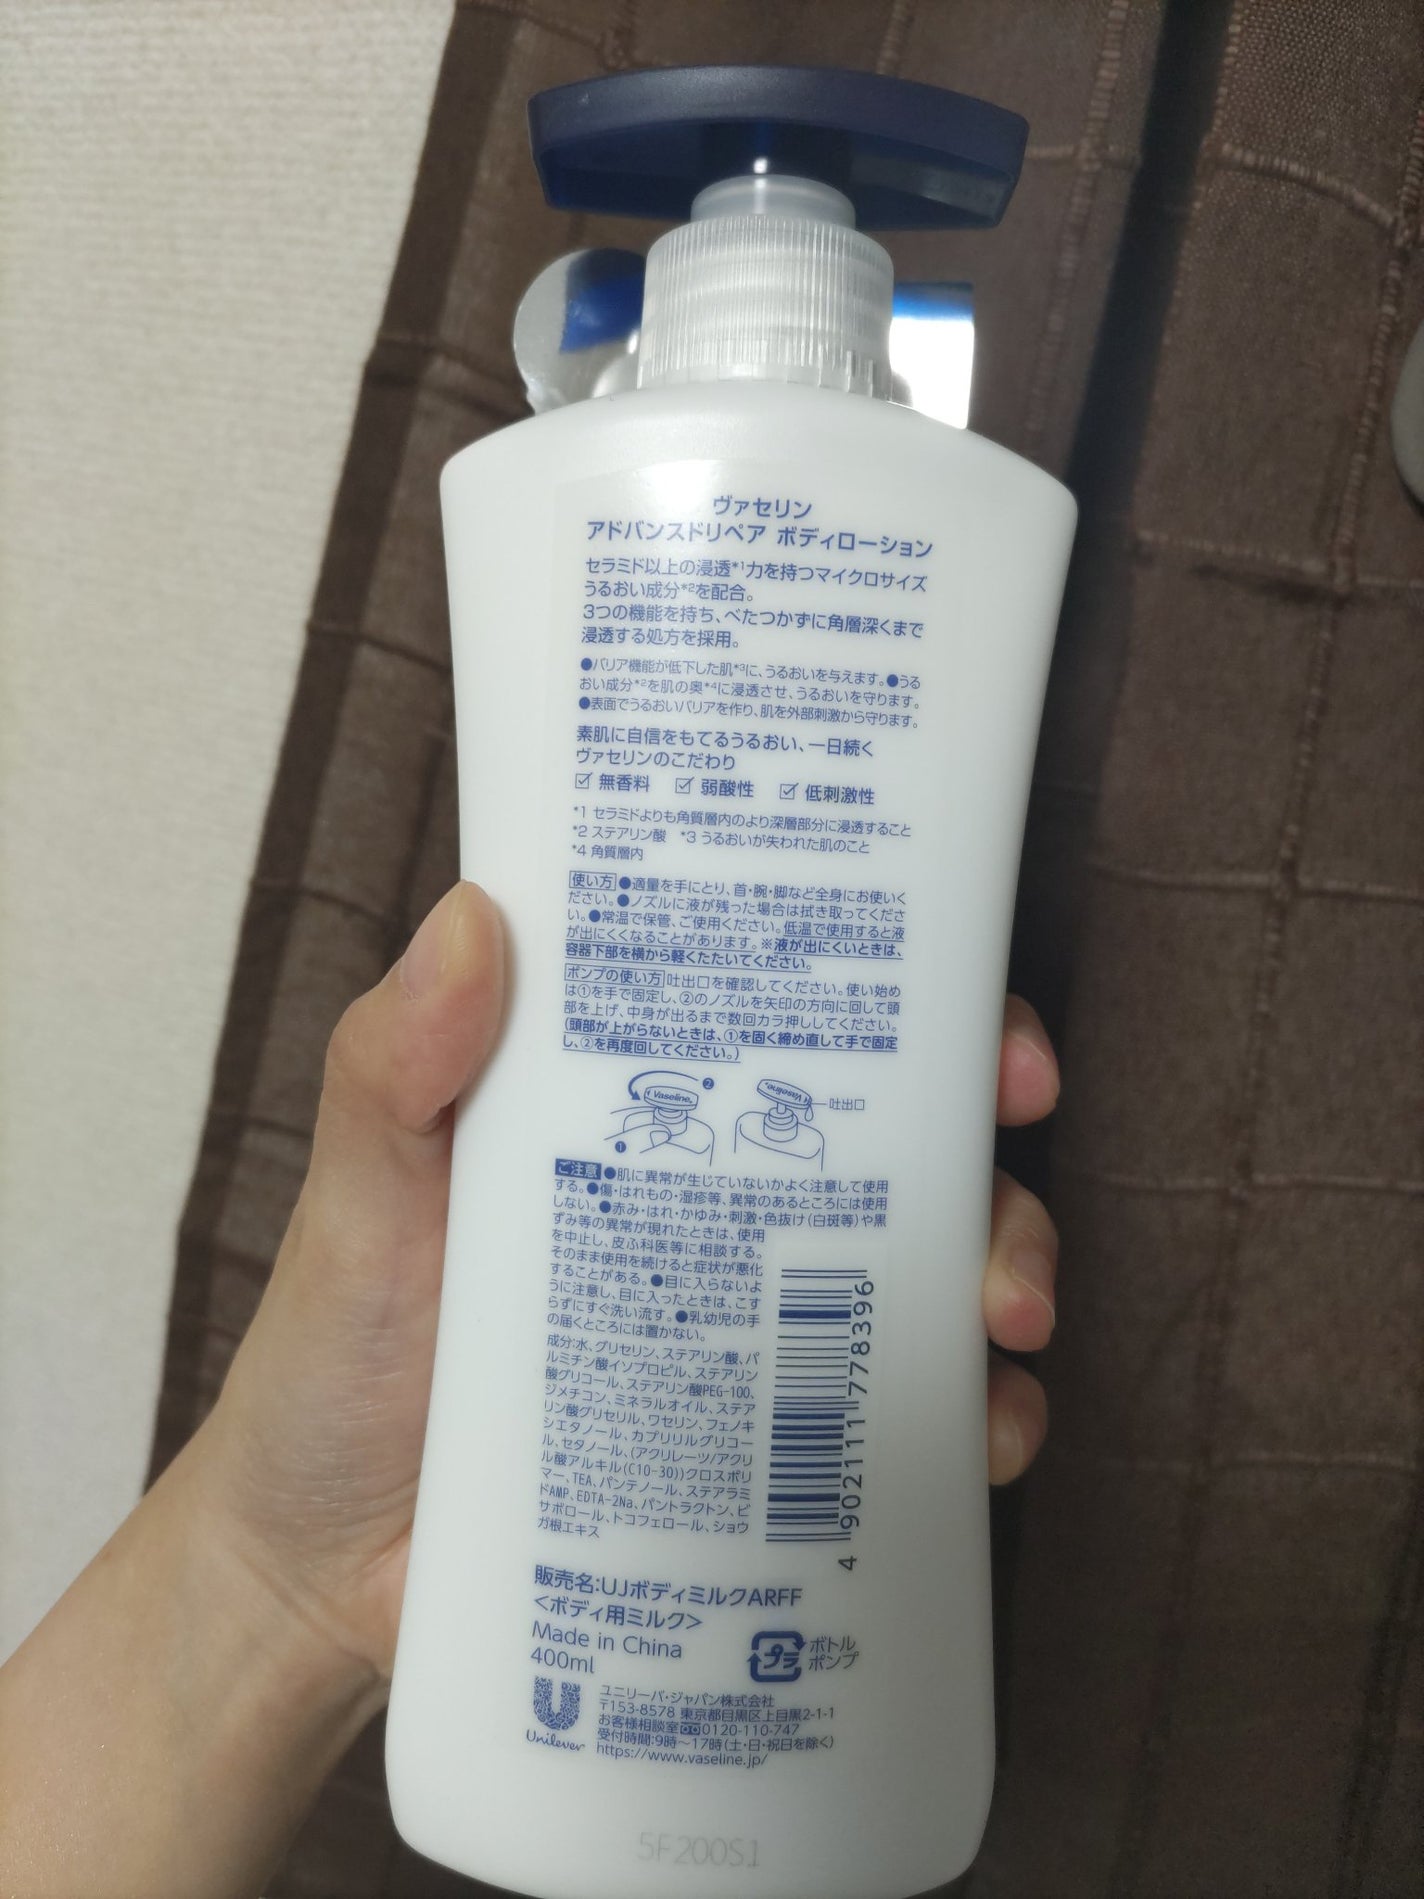 ヴァセリン
アドバンスドリペア ボディローション
セラミド以上の浸透*1力を持つマイクロサイズ
うるおい成分*2を配合。
3つの機能を持ち、べたつかずに角層深くまで
浸透する処方を採用。
●バリア機能が低下した肌*3に、うるおいを与えます。●うる
おい成分*2を肌の奥*4に浸透させ、うるおいを守ります。
●表面でうるおいバリアを作り、肌を外部刺激から守ります。
素肌に自信をもてるうるおい、一日続く
ヴァセリンのこだわり
☑ 無香料 ☑ 弱酸性 ☑ 低刺激性
*1 セラミドよりも角質層内のより深層部分に浸透すること
*2 ステアリン酸 *3 うるおいが失われた肌のこと
*4 角質層内
使い方 ●適量を手にとり、首・腕・脚など全身にお使いく
ださい。●ノズルに液が残った場合は拭き取ってくださ
い。●常温で保管、ご使用ください。低温で使用すると液
が出にくくなることがあります。※液が出にくいときは、
容器下部を横から軽くたたいてください。
ポンプの使い方 吐出口を確認してください。使い始め
は①を手で固定し、②のノズルを矢印の方向に回して頭
部を上げ、中身が出るまで数回カラ押ししてください。
(頭部が上がらないときは、①を固く締め直して手で固定
し、②を再度回してください。)
❷
Vaseline.
Vaseline.
吐出口
❶
ご注意 ●肌に異常が生じていないかよく注意して使用
する。●傷・はれもの・湿疹等、異常のあるところには使用
しない。●赤み・はれ・かゆみ・刺激・色抜け(白斑等)や黒
ずみ等の異常が現れたときは、使用
を中止し、皮ふ科医等に相談する。
そのまま使用を続けると症状が悪化
することがある。●目に入らないよ
うに注意し、目に入ったときは、こす
らずにすぐ洗い流す。●乳幼児の手
の届くところには置かない。
成分:水、グリセリン、ステアリン酸、パ
ルミチン酸イソプロピル、ステアリン
酸グリコール、ステアリン酸PEG-100、
ジメチコン、ミネラルオイル、ステア
リン酸グリセリル、ワセリン、フェノキ
シエタノール、カプリリルグリコー
ル、セタノール、(アクリレーツ/アクリ
ル酸アルキル(C10-30))クロスポリ
マー、TEA、パンテノール、ステアラミ
ドAMP、EDTA-2Na、パントラクトン、ビ
サボロール、トコフェロール、ショウ
ガ根エキス
4 902111 778396
販売名:UJボディミルクARFF
<ボディ用ミルク>
Made in China
400ml
プラ
ボトル
ポンプ
Unilever
ユニリーバ・ジャパン株式会社
〒153-8578 東京都目黒区上目黒2-1-1
お客様相談室 0120-110-747
受付時間:9時~17時(土・日・祝日を除く)
https://www.vaseline.jp/
5F200S1